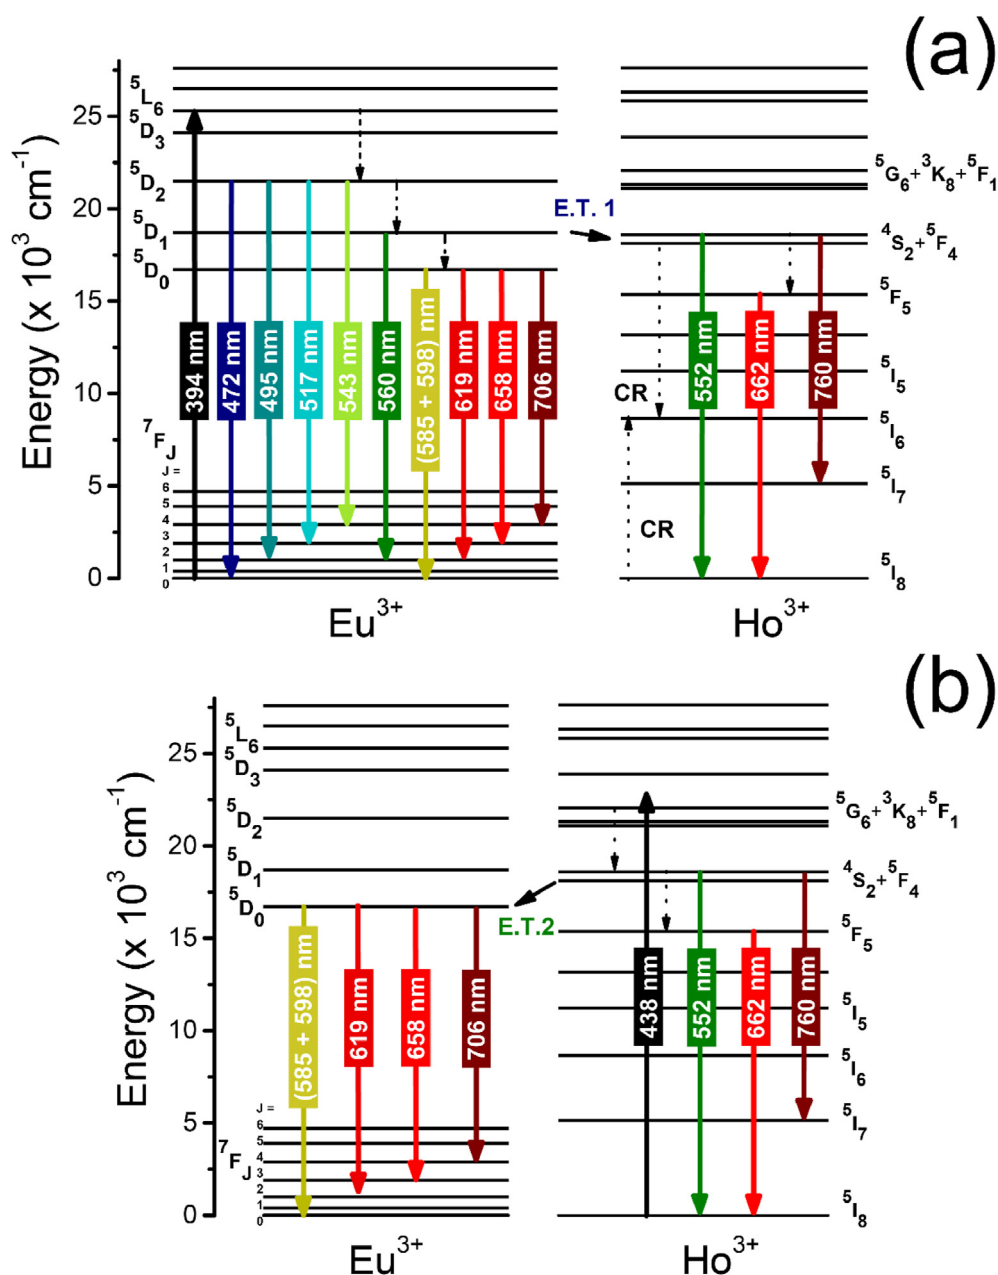 (a)
Energy (x 10³ cm⁻¹)
25
20
15
10
5
0
⁵L₆
⁵D₃
⁵D₂
⁵D₁
⁵D₀
⁷F_J
J =
6
5
4
3
2
1
0
394 nm
472 nm
495 nm
517 nm
543 nm
560 nm
(585 + 598) nm
619 nm
658 nm
706 nm
Eu³⁺
E.T. 1
CR
CR
552 nm
662 nm
760 nm
⁵G₆+³K₈+⁵F₁
⁴S₂+⁵F₄
⁵F₅
⁵I₅
⁵I₆
⁵I₇
⁵I₈
Ho³⁺
(b)
Energy (x 10³ cm⁻¹)
25
20
15
10
5
0
⁵L₆
⁵D₃
⁵D₂
⁵D₁
⁵D₀
J =
⁷F_J
6
5
4
3
2
1
0
(585 + 598) nm
619 nm
658 nm
706 nm
Eu³⁺
E.T.2
438 nm
552 nm
662 nm
760 nm
⁵G₆+³K₈+⁵F₁
⁴S₂+⁵F₄
⁵F₅
⁵I₅
⁵I₆
⁵I₇
⁵I₈
Ho³⁺